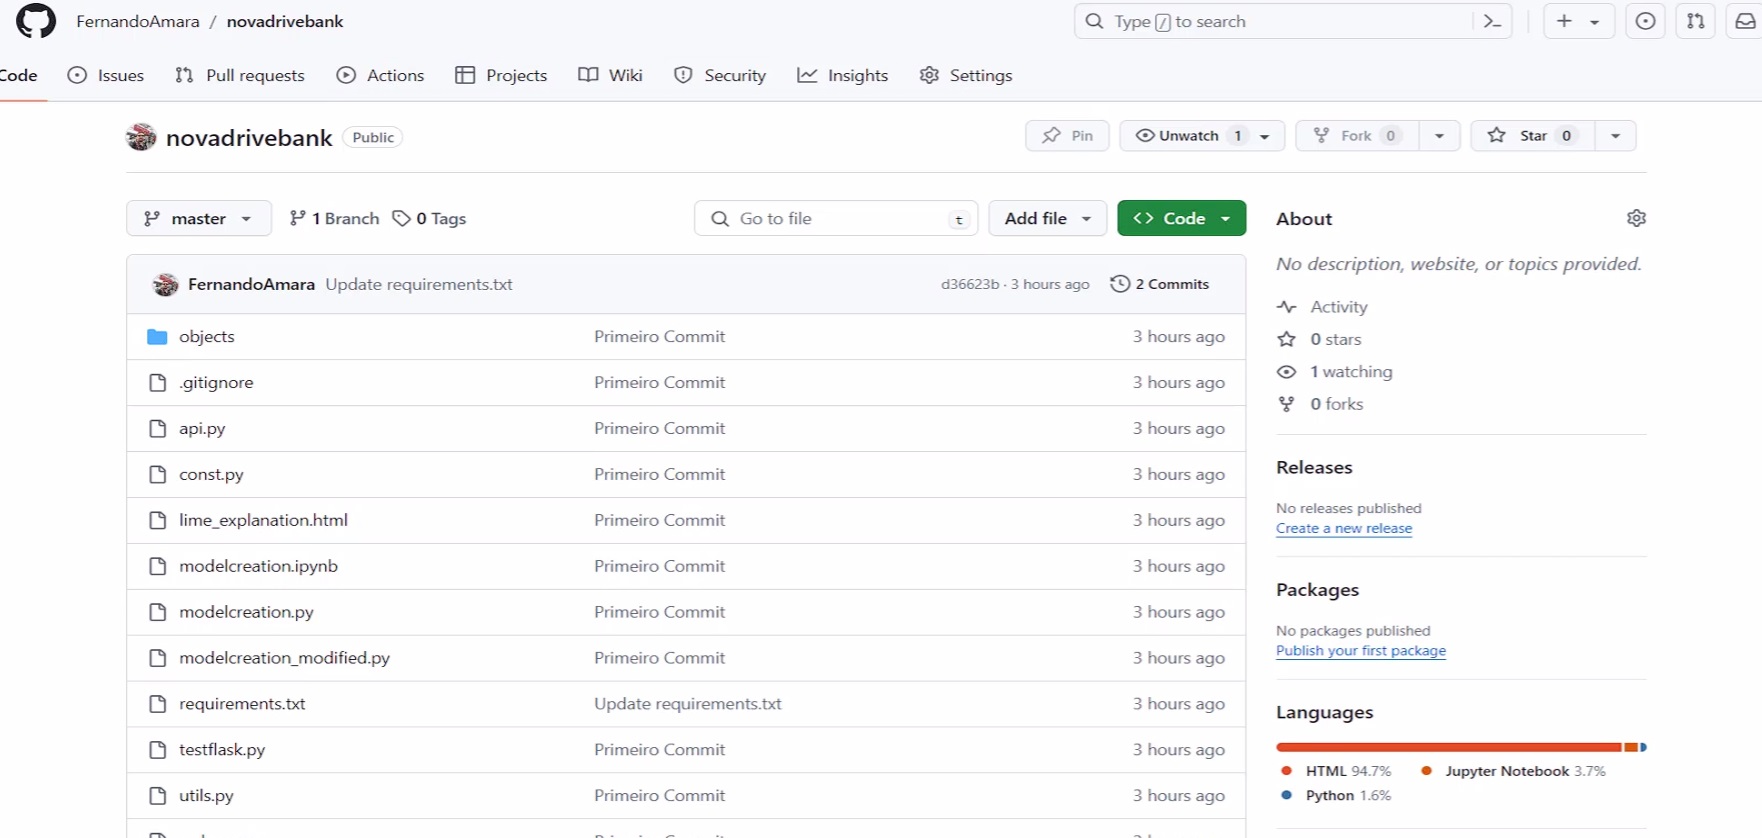 FernandoAmara / novadrivebank
Type / to search
Code Issues Pull requests Actions Projects Wiki Security Insights Settings
novadrivebank Public
Pin Unwatch 1 Fork 0 Star 0
master 1 Branch 0 Tags Go to file t Add file Code
FernandoAmara Update requirements.txt d36623b · 3 hours ago 2 Commits
objects Primeiro Commit 3 hours ago
.gitignore Primeiro Commit 3 hours ago
api.py Primeiro Commit 3 hours ago
const.py Primeiro Commit 3 hours ago
lime_explanation.html Primeiro Commit 3 hours ago
modelcreation.ipynb Primeiro Commit 3 hours ago
modelcreation.py Primeiro Commit 3 hours ago
modelcreation_modified.py Primeiro Commit 3 hours ago
requirements.txt Update requirements.txt 3 hours ago
testflask.py Primeiro Commit 3 hours ago
utils.py Primeiro Commit 3 hours ago
About
No description, website, or topics provided.
Activity
0 stars
1 watching
0 forks
Releases
No releases published
Create a new release
Packages
No packages published
Publish your first package
Languages
HTML 94.7% Jupyter Notebook 3.7%
Python 1.6%